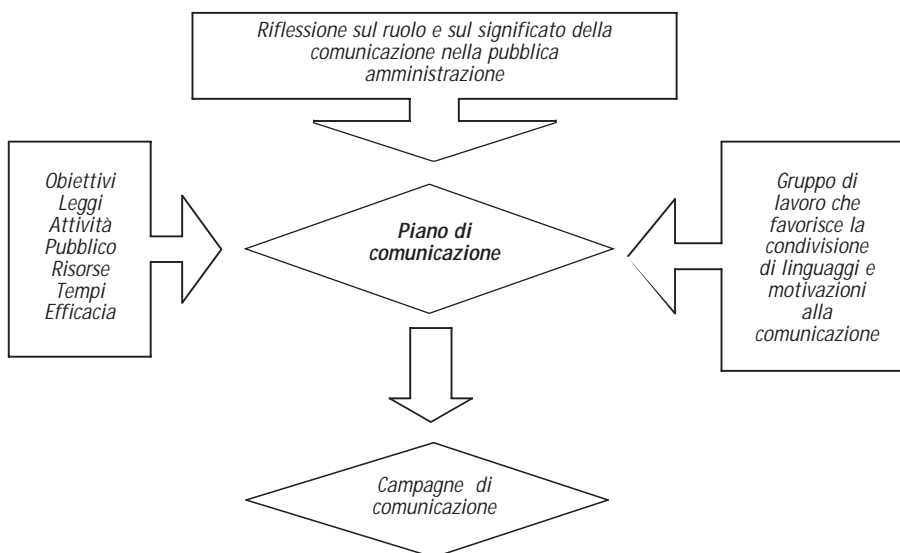 Riflessione sul ruolo e sul significato della
comunicazione nella pubblica
amministrazione
Obiettivi
Leggi
Attività
Pubblico
Risorse
Tempi
Efficacia
Piano di
comunicazione
Gruppo di
lavoro che
favorisce la
condivisione
di linguaggi e
motivazioni
alla
comunicazione
Campagne di
comunicazione